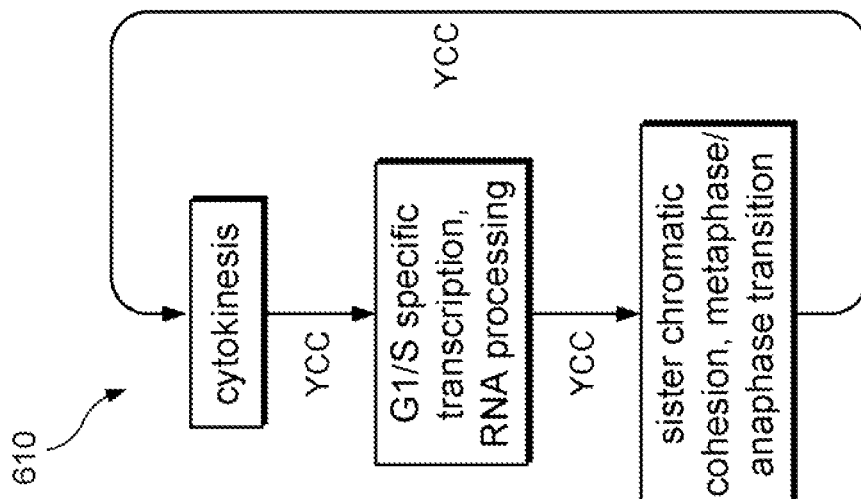 610
cytokinesis
YCC
G1/S specific
transcription,
RNA processing
YCC
sister chromatic
cohesion, metaphase/
anaphase transition
YCC